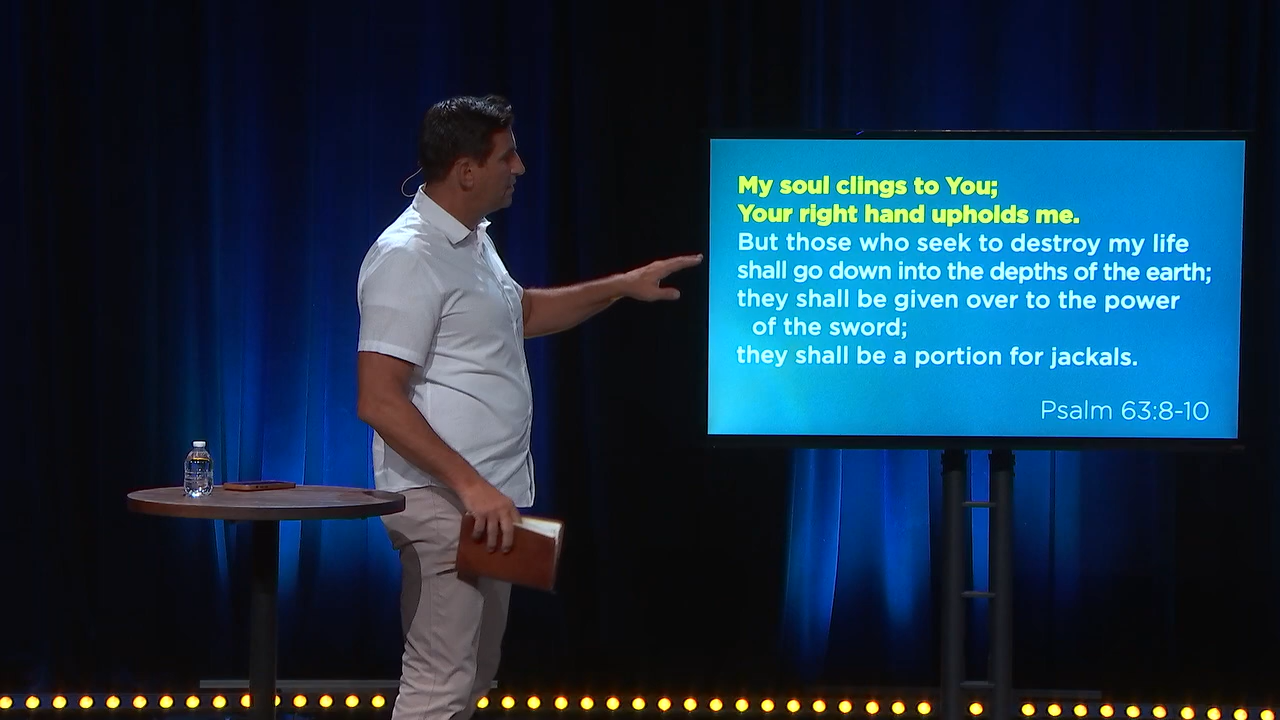 My soul clings to You;
Your right hand upholds me.
But those who seek to destroy my life
shall go down into the depths of the earth;
they shall be given over to the power
of the sword;
they shall be a portion for jackals.
Psalm 63:8-10